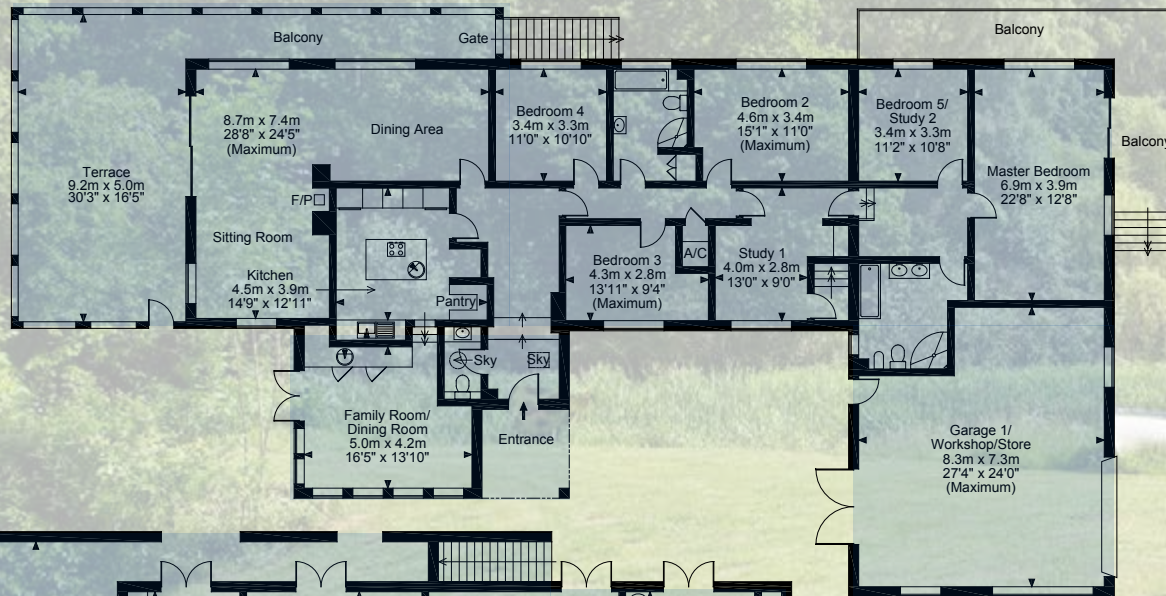 Balcony
Gate
Balcony
8.7m x 7.4m
28'8" x 24'5"
(Maximum)
Dining Area
Bedroom 4
3.4m x 3.3m
11'0" x 10'10"
Bedroom 2
4.6m x 3.4m
15'1" x 11'0"
(Maximum)
Bedroom 5/
Study 2
3.4m x 3.3m
11'2" x 10'8"
Balcony
Terrace
9.2m x 5.0m
30'3" x 16'5"
Master Bedroom
6.9m x 3.9m
22'8" x 12'8"
F/P
Sitting Room
Kitchen
4.5m x 3.9m
14'9" x 12'11"
Pantry
Bedroom 3
4.3m x 2.8m
13'11" x 9'4"
(Maximum)
A/C
Study 1
4.0m x 2.8m
13'0" x 9'0"
Sky
Sky
Family Room/
Dining Room
5.0m x 4.2m
16'5" x 13'10"
Entrance
Garage 1/
Workshop/Store
8.3m x 7.3m
27'4" x 24'0"
(Maximum)